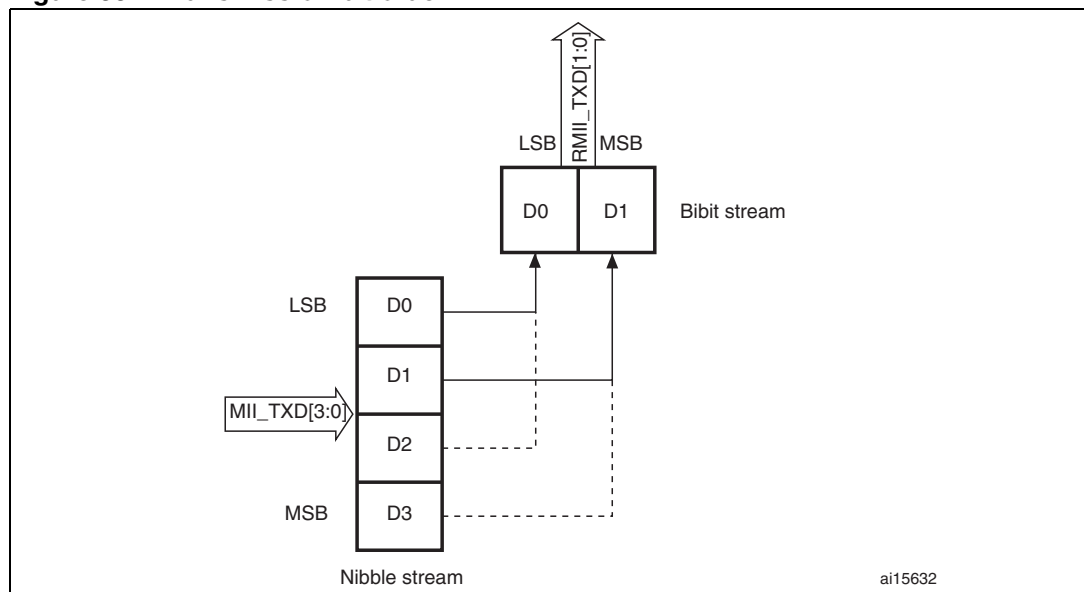 RMII_TXD[1:0]
LSB MSB
D0 D1 Bibit stream
LSB D0
D1
MII_TXD[3:0]
D2
MSB D3
Nibble stream
ai15632